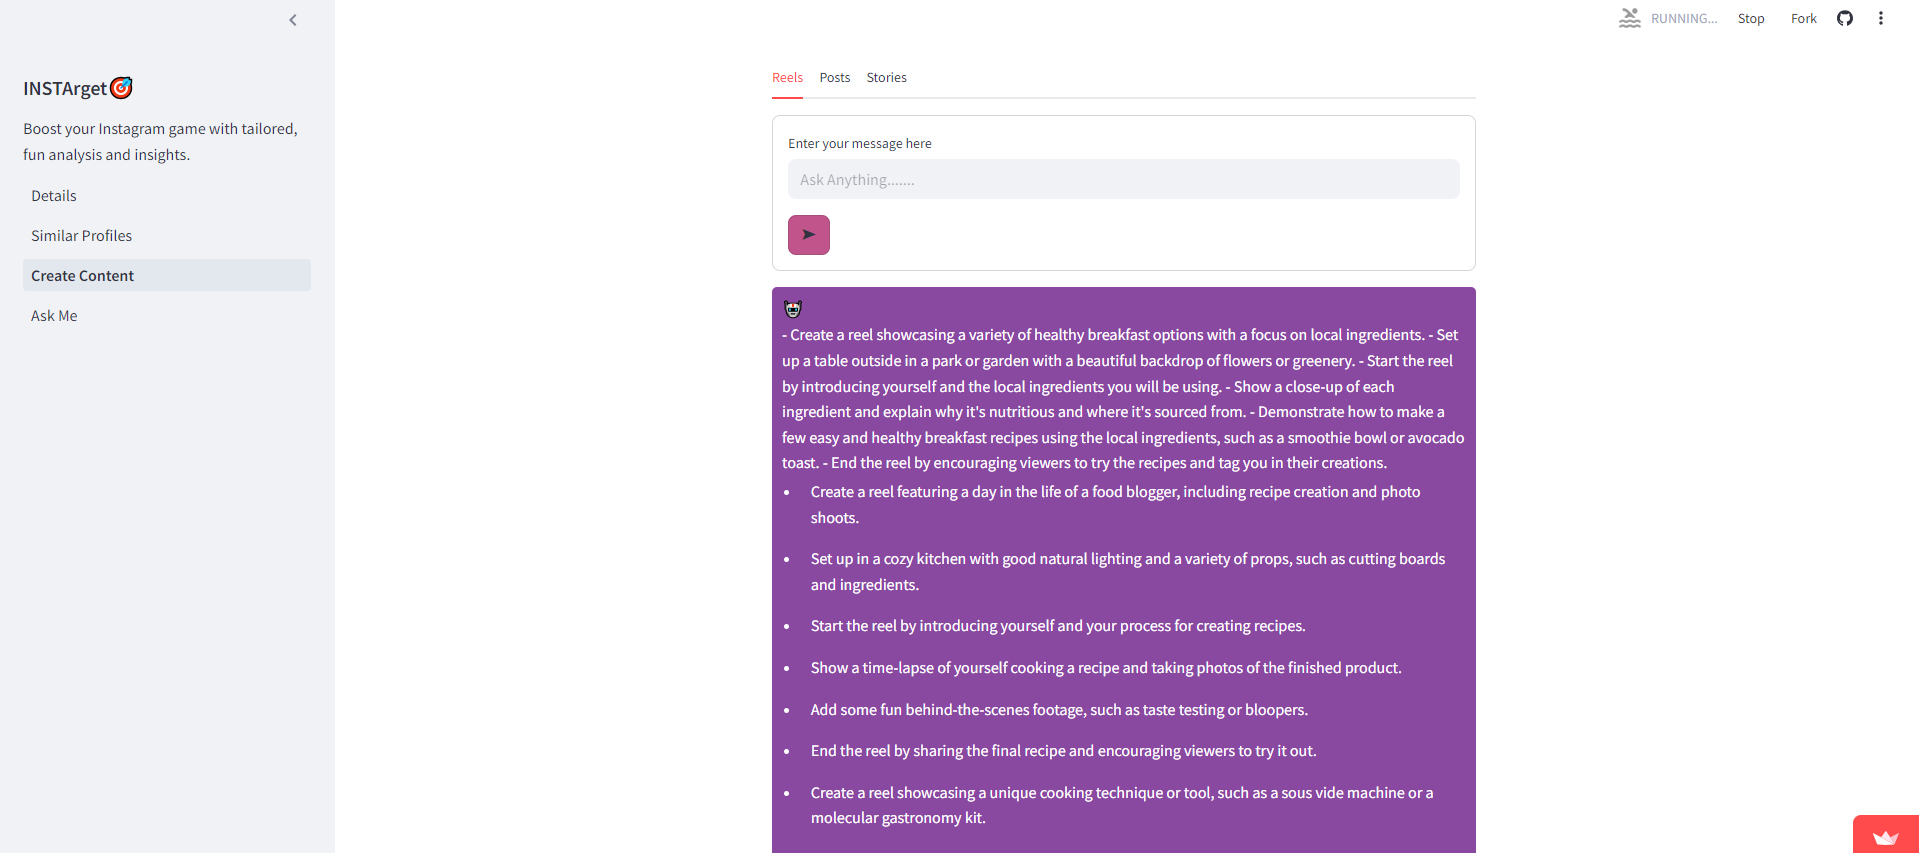 RUNNING...
Stop
Fork
INSTArget
Boost your Instagram game with tailored,
fun analysis and insights.
Details
Similar Profiles
Create Content
Ask Me
Reels
Posts
Stories
Enter your message here
Ask Anything.......
- Create a reel showcasing a variety of healthy breakfast options with a focus on local ingredients. - Set
up a table outside in a park or garden with a beautiful backdrop of flowers or greenery. - Start the reel
by introducing yourself and the local ingredients you will be using. - Show a close-up of each
ingredient and explain why it's nutritious and where it's sourced from. - Demonstrate how to make a
few easy and healthy breakfast recipes using the local ingredients, such as a smoothie bowl or avocado
toast. - End the reel by encouraging viewers to try the recipes and tag you in their creations.
• Create a reel featuring a day in the life of a food blogger, including recipe creation and photo
shoots.
• Set up in a cozy kitchen with good natural lighting and a variety of props, such as cutting boards
and ingredients.
• Start the reel by introducing yourself and your process for creating recipes.
• Show a time-lapse of yourself cooking a recipe and taking photos of the finished product.
• Add some fun behind-the-scenes footage, such as taste testing or bloopers.
• End the reel by sharing the final recipe and encouraging viewers to try it out.
• Create a reel showcasing a unique cooking technique or tool, such as a sous vide machine or a
molecular gastronomy kit.